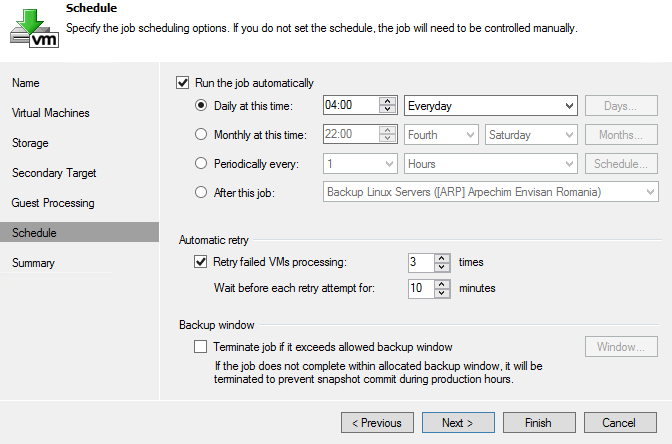 Schedule
Specify the job scheduling options. If you do not set the schedule, the job will need to be controlled manually.
vm
Name
Virtual Machines
Storage
Secondary Target
Guest Processing
Schedule
Summary
Run the job automatically
Daily at this time: 04:00 Everyday Days...
Monthly at this time: 22:00 Fourth Saturday Months...
Periodically every: 1 Hours Schedule...
After this job: Backup Linux Servers ([ARP] Arpechim Envisan Romania)
Automatic retry
Retry failed VMs processing: 3 times
Wait before each retry attempt for: 10 minutes
Backup window
Terminate job if it exceeds allowed backup window Window...
If the job does not complete within allocated backup window, it will be
terminated to prevent snapshot commit during production hours.
< Previous Next > Finish Cancel